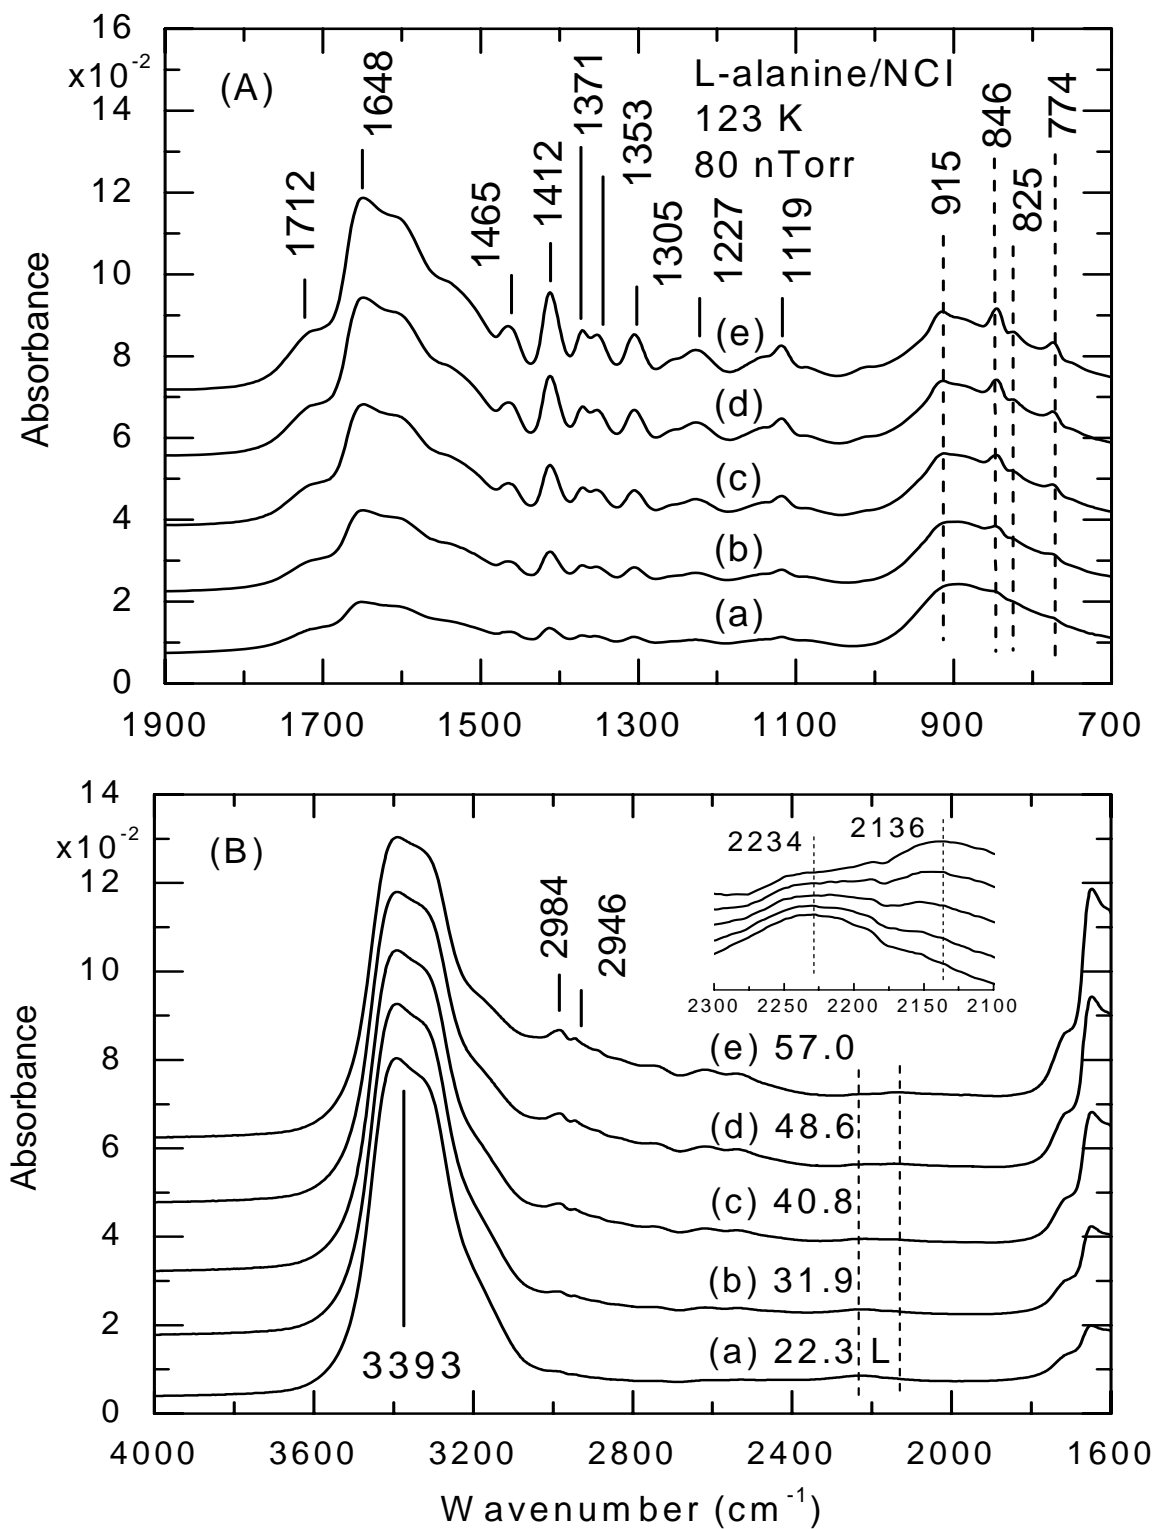 16
x10-2
(A)
L-alanine/NCI
123 K
80 nTorr
1712
1648
1465
1412
1371
1353
1305
1227
1119
915
846
825
774
14
12
10
8
6
4
2
0
Absorbance
(e)
(d)
(c)
(b)
(a)
1900 1700 1500 1300 1100 900 700
14
x10-2
(B)
12
10
8
6
4
2
0
Absorbance
2984
2946
2234
2136
2300 2250 2200 2150 2100
(e) 57.0
(d) 48.6
(c) 40.8
(b) 31.9
(a) 22.3 L
3393
4000 3600 3200 2800 2400 2000 1600
Wavenumber (cm-1)